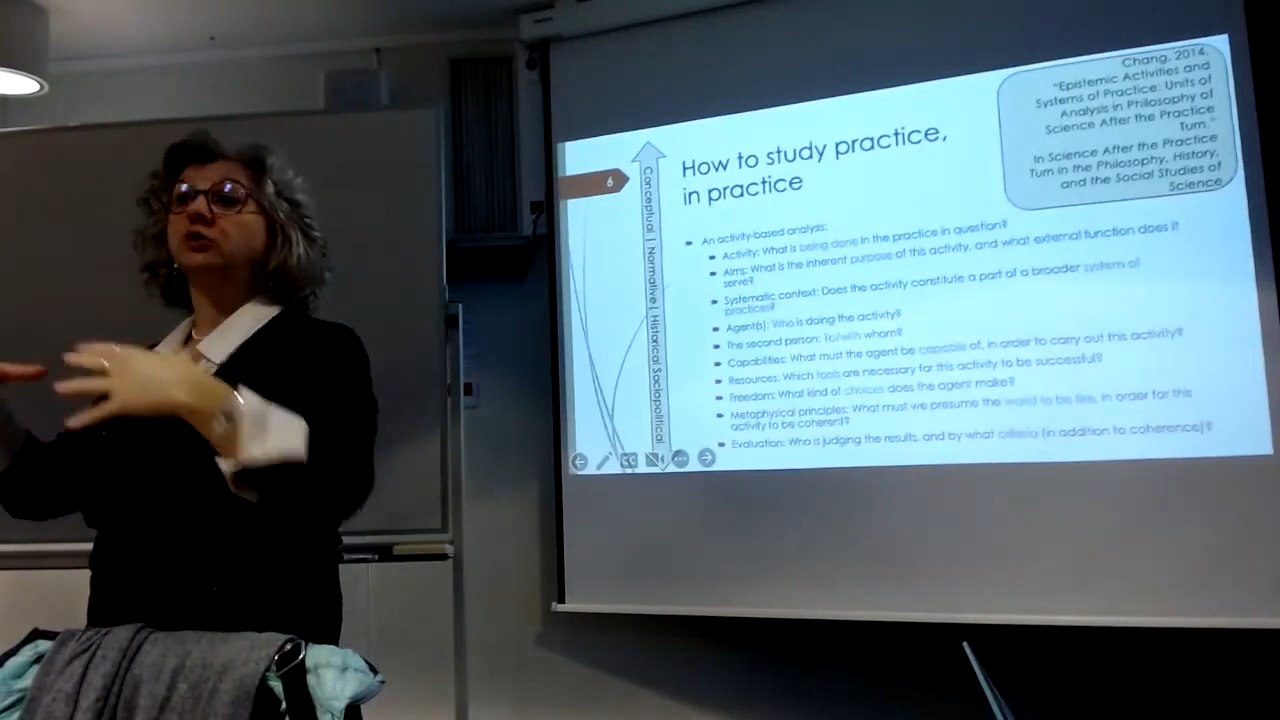 6
Conceptual | Normative | Historical Sociopolitical
How to study practice,
in practice
Chang, 2014.
"Epistemic Activities and
Systems of Practice: Units of
Analysis in Philosophy of
Science After the Practice
Turn."
In Science After the Practice
Turn in the Philosophy, History,
and the Social Studies of
Science
An activity-based analysis:
Activity: What is being done in the practice in question?
Aims: What is the inherent purpose of this activity, and what external function does it
serve?
Systematic context: Does the activity constitute a part of a broader system of
practices?
Agent(s): Who is doing the activity?
The second person: To/with whom?
Capabilities: What must the agent be capable of, in order to carry out this activity?
Resources: Which tools are necessary for this activity to be successful?
Freedom: What kind of choices does the agent make?
Metaphysical principles: What must we presume the world to be like, in order for this
activity to be coherent?
Evaluation: Who is judging the results, and by what criteria (in addition to coherence)?
CC